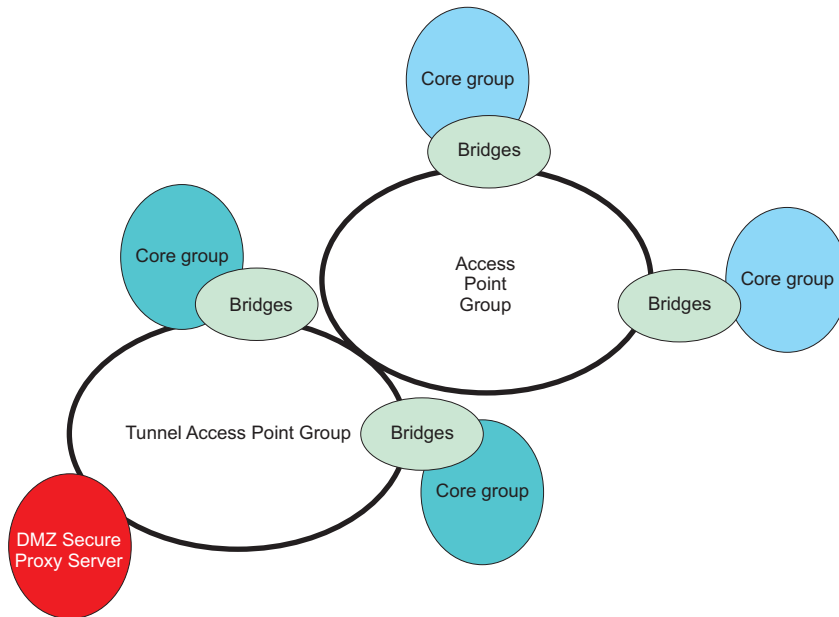 Core group
Bridges
Core group
Bridges
Access
Point
Group
Bridges
Core group
Tunnel Access Point Group
Bridges
Core group
DMZ Secure
Proxy Server